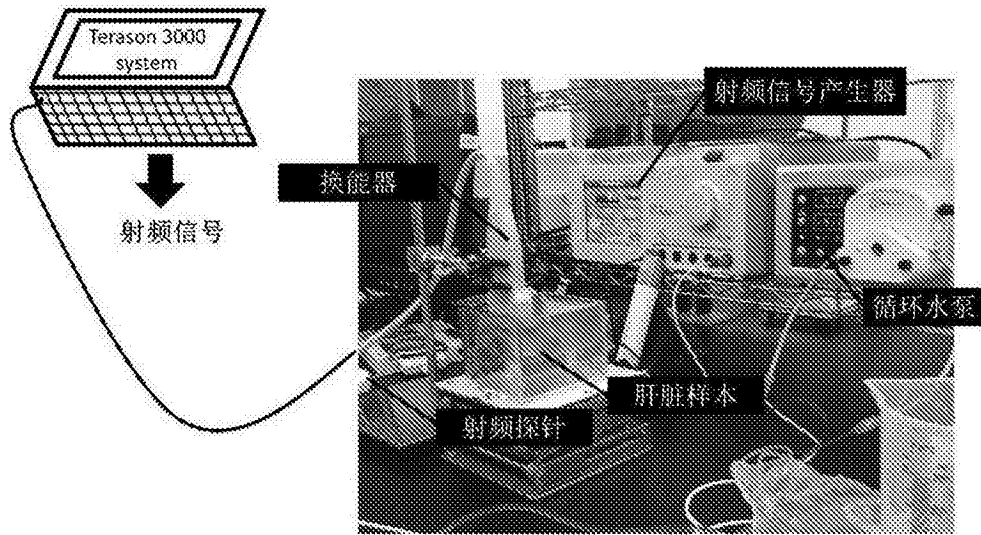 Terason 3000
system
射频信号产生器
换能器
射频信号
循环水泵
肝脏样本
射频探针